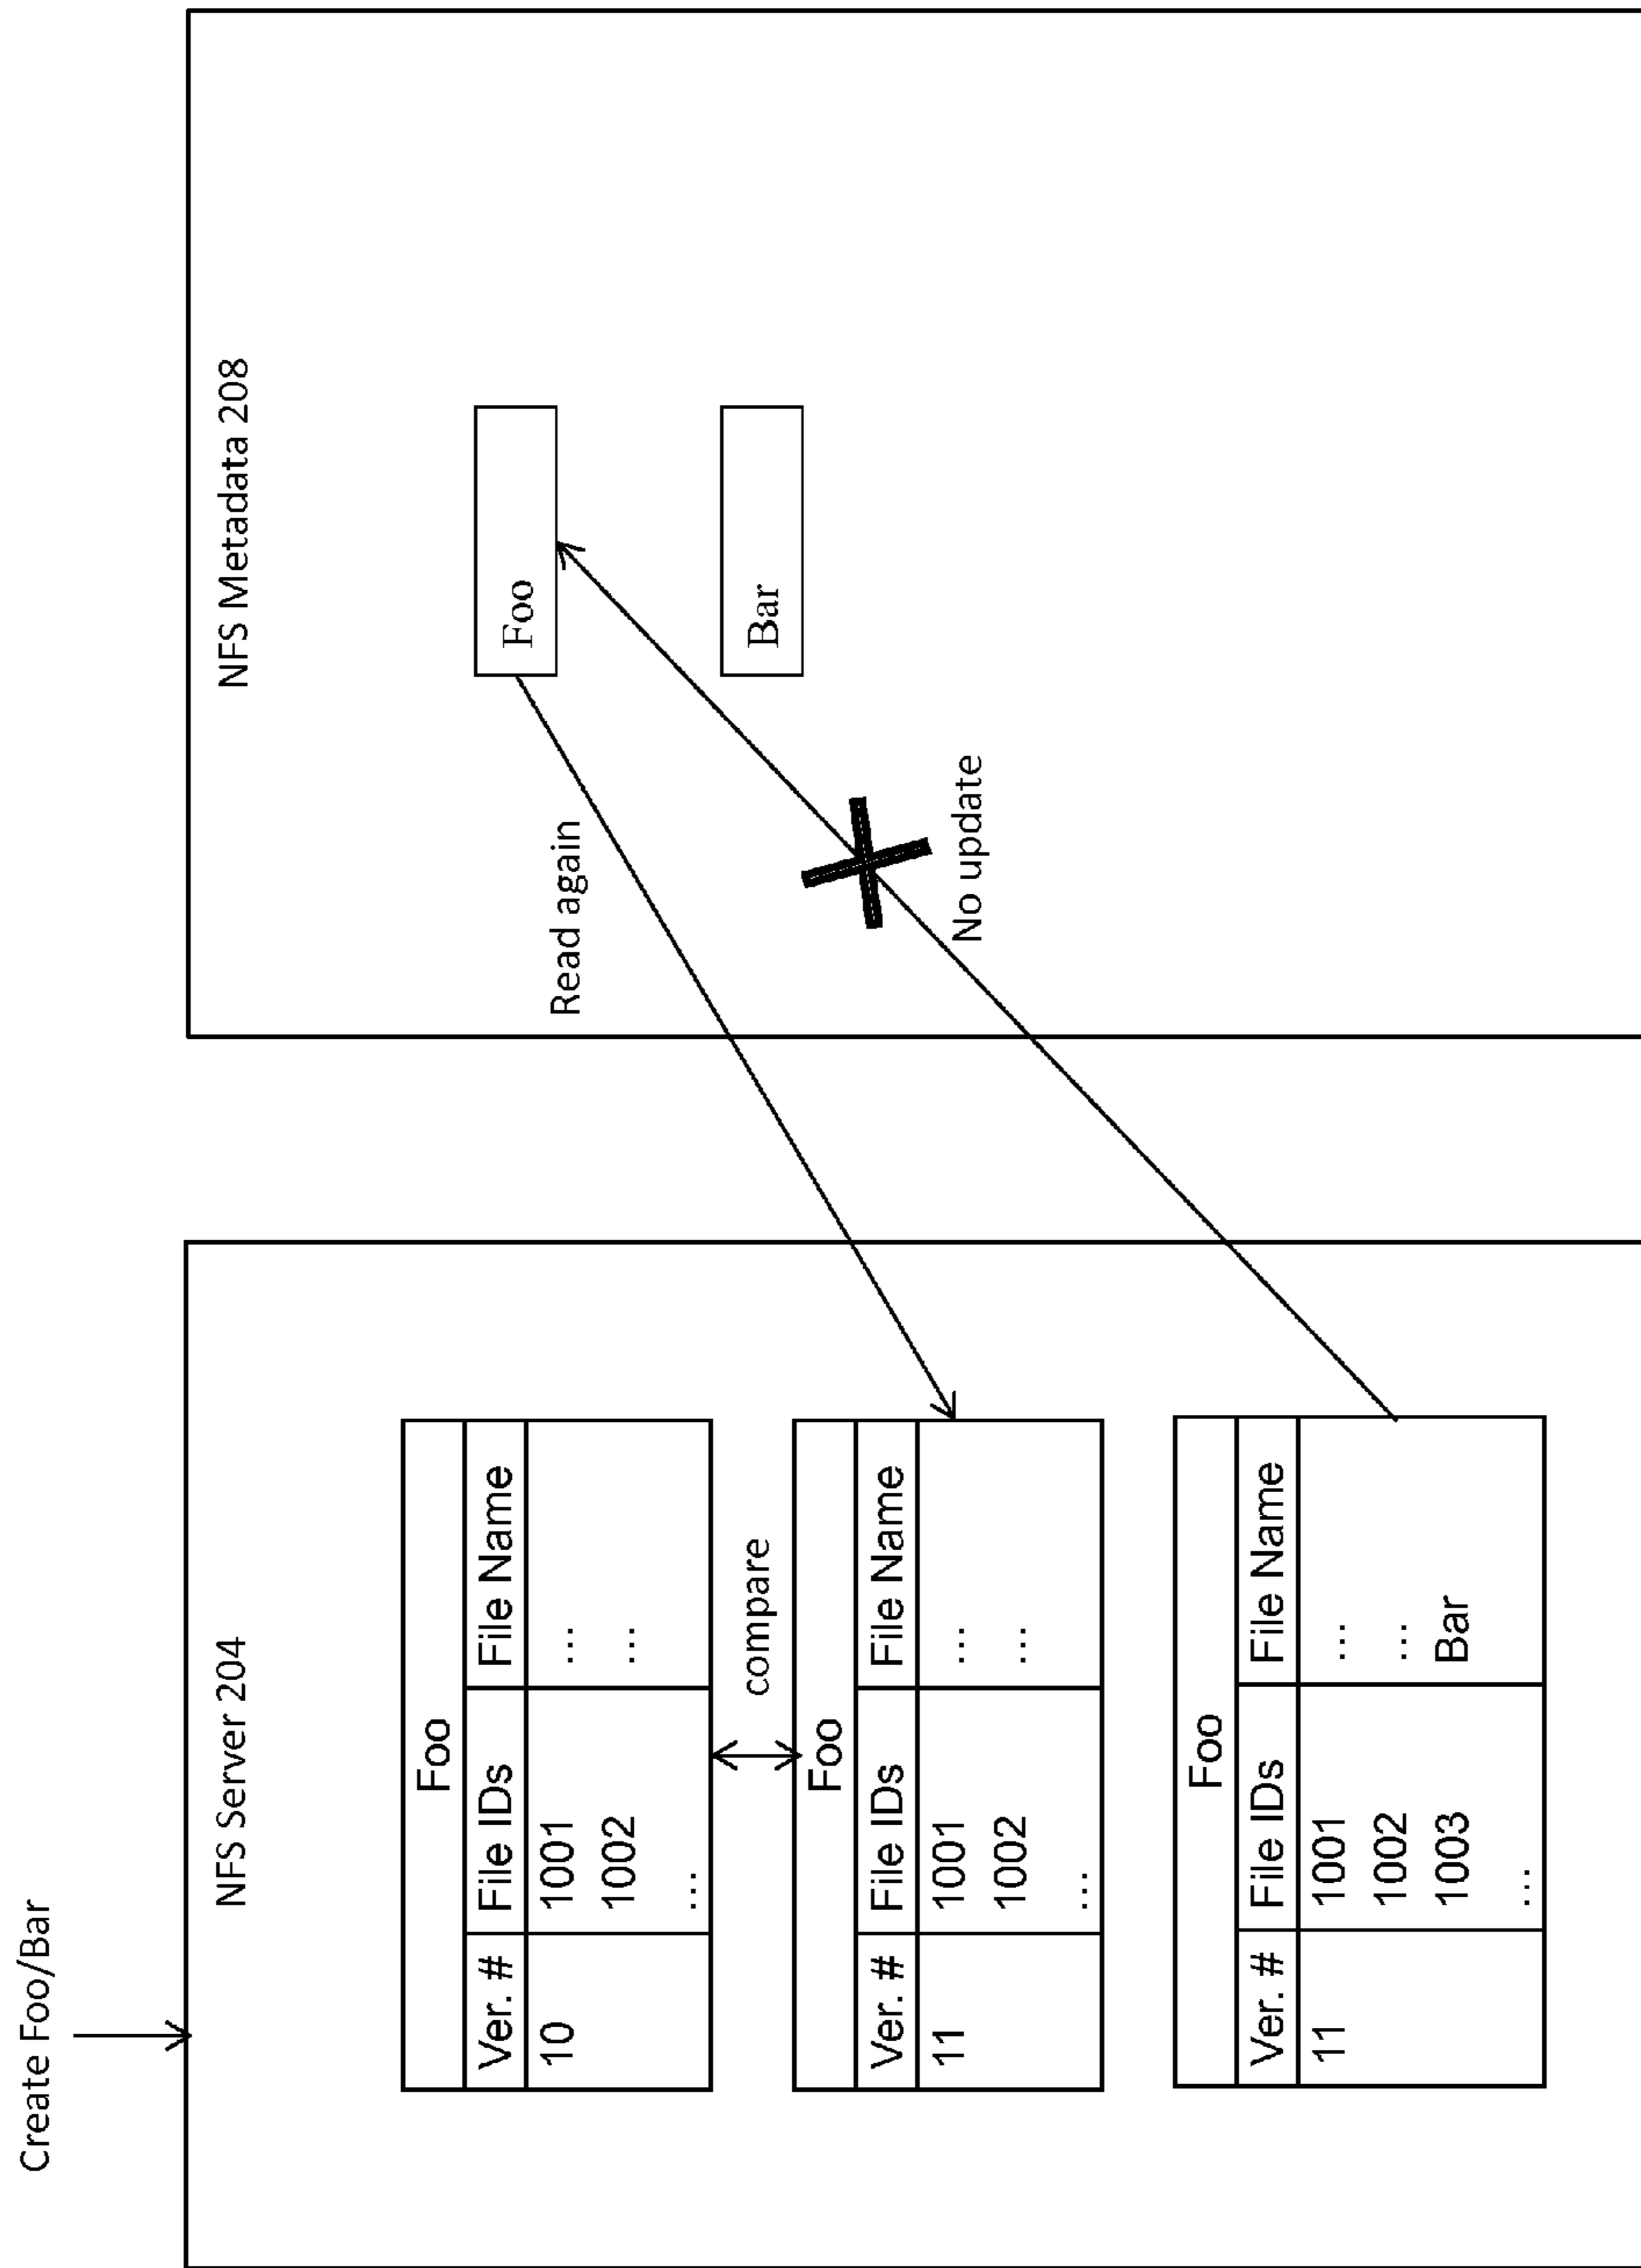 Create Foo/Bar
NFS Server 204
Foo
Ver. # File IDs File Name
10 1001 ...
1002 ...
...
compare
Foo
Ver. # File IDs File Name
11 1001 ...
1002 ...
...
Foo
Ver. # File IDs File Name
11 1001 ...
1002 ...
1003 Bar
...
NFS Metadata 208
Foo
Read again
Bar
No update